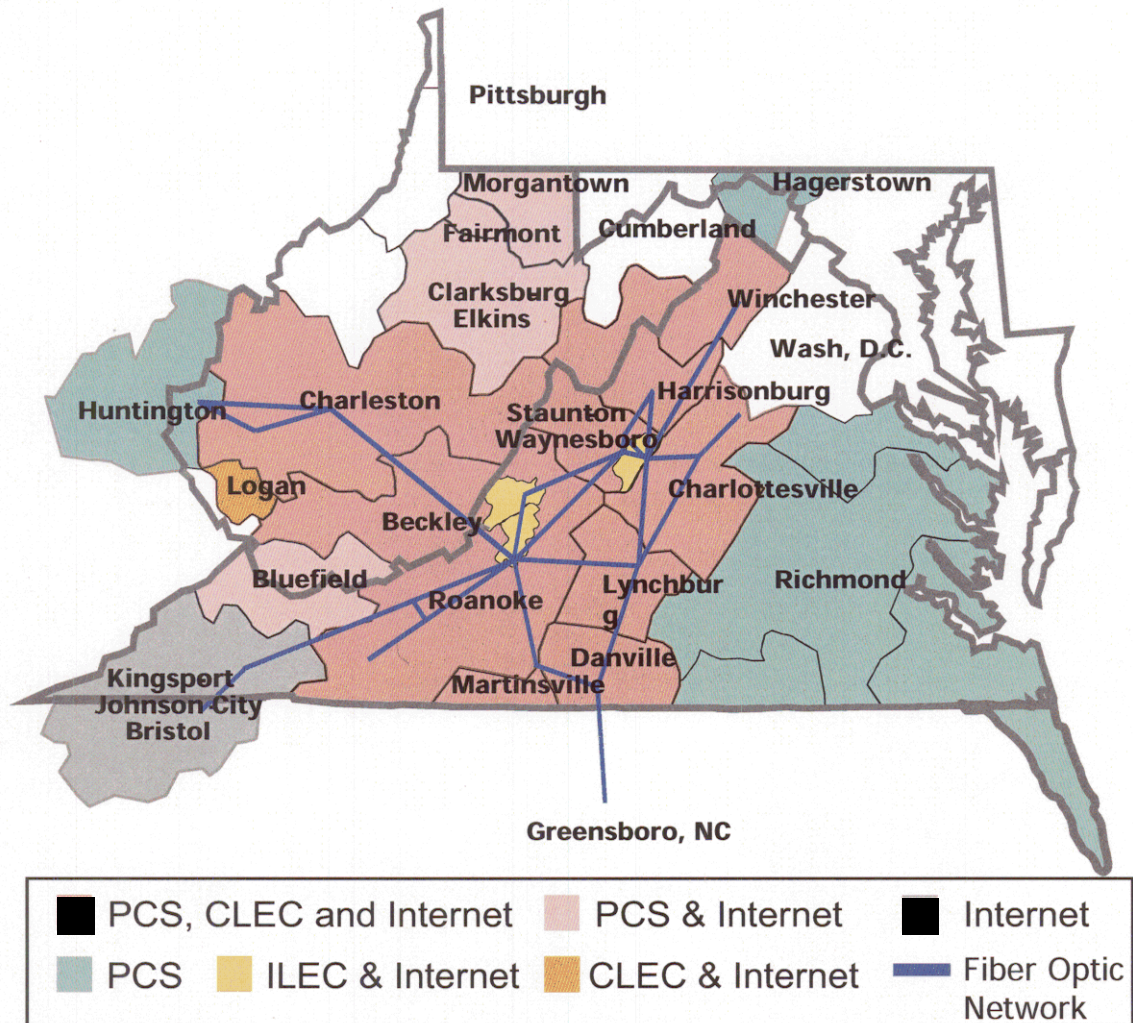 Pittsburgh
Morgantown
Hagerstown
Fairmont
Cumberland
Clarksburg
Elkins
Winchester
Wash, D.C.
Huntington
Charleston
Harrisonburg
Staunton
Waynesboro
Logan
Charlottesville
Beckley
Bluefield
Roanoke
Lynchbur
g
Richmond
Kingsport
Johnson City
Bristol
Martinsville
Danville
Greensboro, NC
PCS, CLEC and Internet
PCS & Internet
Internet
PCS
ILEC & Internet
CLEC & Internet
Fiber Optic
Network